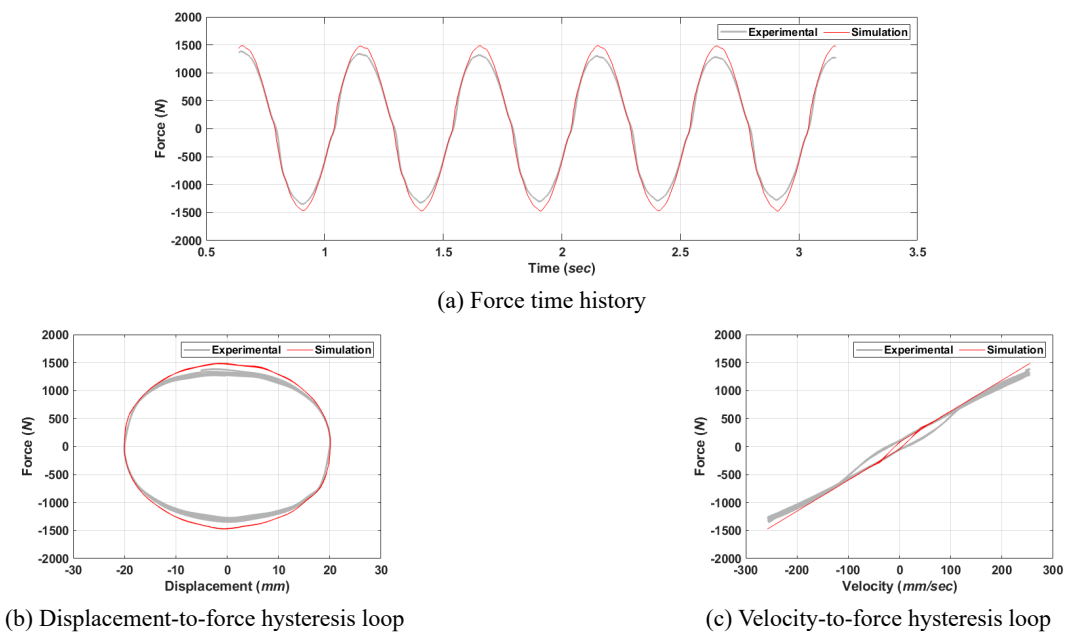 2000
1500
1000
500
0
-500
-1000
-1500
-2000
Force (N)
Experimental Simulation
0.5 1 1.5 2 2.5 3 3.5
Time (sec)
(a) Force time history
2000
1500
1000
500
0
-500
-1000
-1500
-2000
Force (N)
Experimental Simulation
-30 -20 -10 0 10 20 30
Displacement (mm)
(b) Displacement-to-force hysteresis loop
2000
1500
1000
500
0
-500
-1000
-1500
-2000
Force (N)
Experimental Simulation
-300 -200 -100 0 100 200 300
Velocity (mm/sec)
(c) Velocity-to-force hysteresis loop